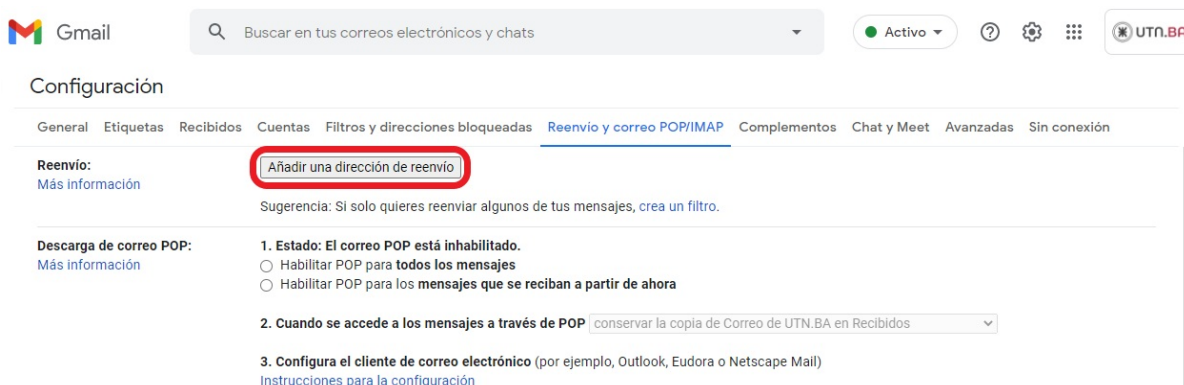 Gmail
Buscar en tus correos electrónicos y chats
Activo
UTN.BA
Configuración
General Etiquetas Recibidos Cuentas Filtros y direcciones bloqueadas Reenvío y correo POP/IMAP Complementos Chat y Meet Avanzadas Sin conexión
Reenvío: Añadir una dirección de reenvío
Más información
Sugerencia: Si solo quieres reenviar algunos de tus mensajes, crea un filtro.
Descarga de correo POP: 1. Estado: El correo POP está inhabilitado.
Más información Habilitar POP para todos los mensajes
Habilitar POP para los mensajes que se reciban a partir de ahora
2. Cuando se accede a los mensajes a través de POP conservar la copia de Correo de UTN.BA en Recibidos
3. Configura el cliente de correo electrónico (por ejemplo, Outlook, Eudora o Netscape Mail)
Instrucciones para la configuración